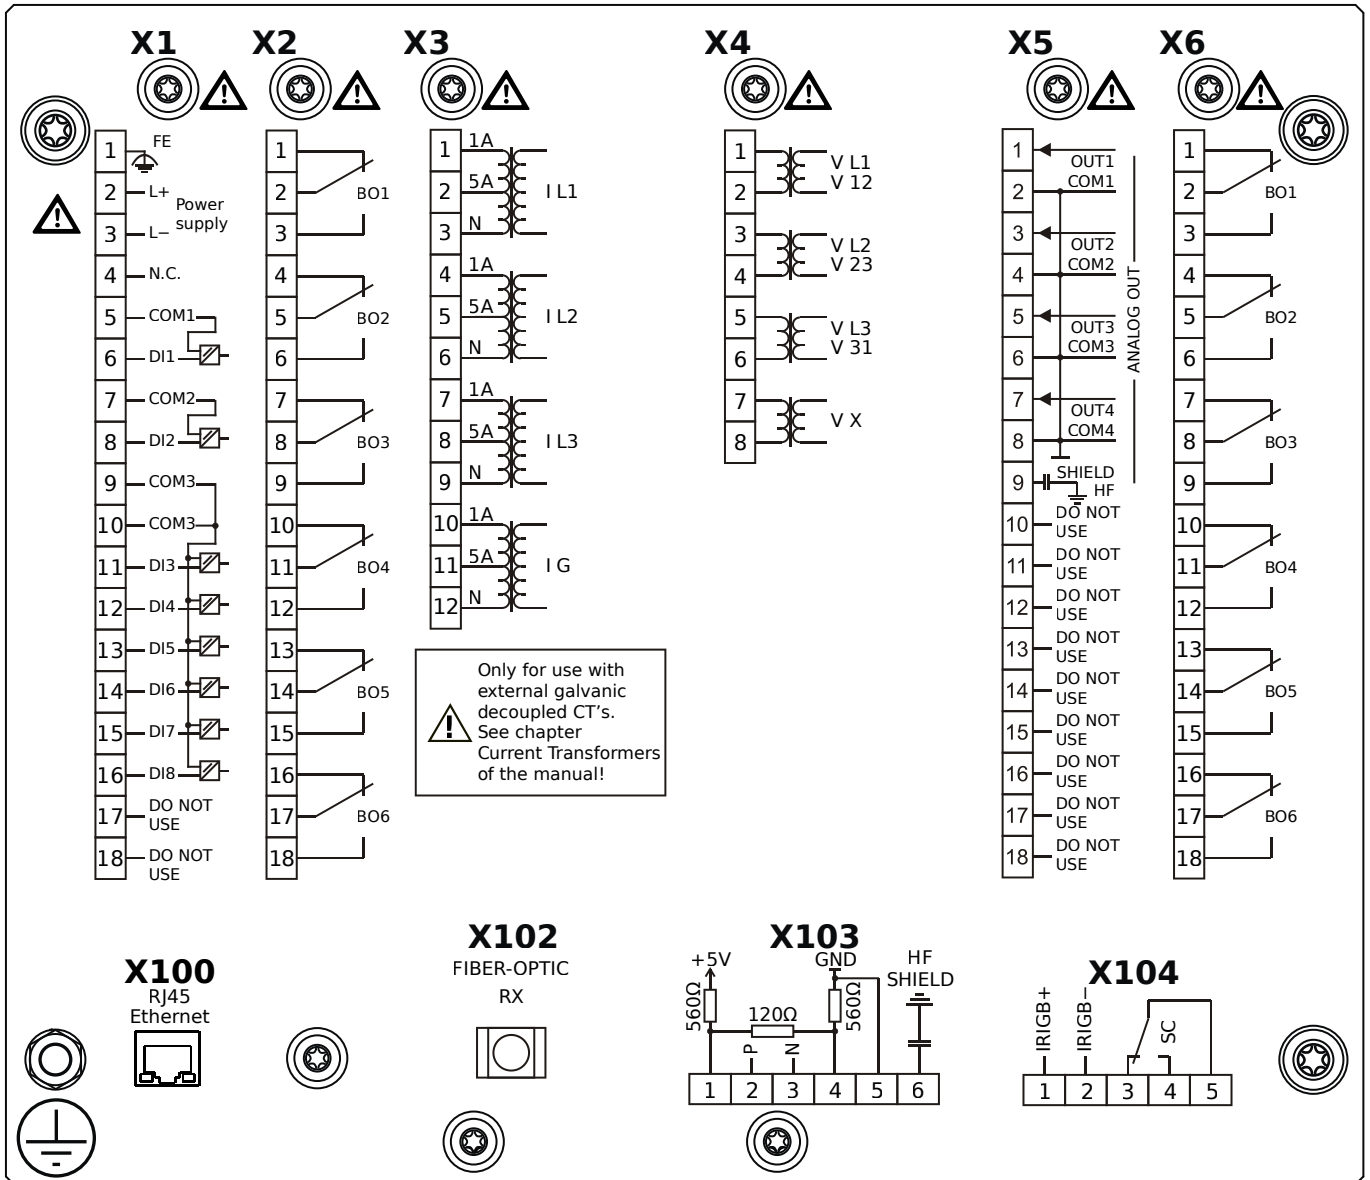 X1
1
FE
2
L+
Power
supply
3
L−
4
N.C.
5
COM1
6
DI1
7
COM2
8
DI2
9
COM3
10
COM3
11
DI3
12
DI4
13
DI5
14
DI6
15
DI7
16
DI8
17
DO NOT
USE
18
DO NOT
USE
X2
1
2
BO1
3
4
5
BO2
6
7
8
BO3
9
10
11
BO4
12
13
14
BO5
15
16
17
BO6
18
X3
1
1A
2
5A
I L1
3
N
4
1A
5
5A
I L2
6
N
7
1A
8
5A
I L3
9
N
10
1A
11
5A
I G
12
N
Only for use with
external galvanic
decoupled CT's.
See chapter
Current Transformers
of the manual!
X4
1
V L1
2
V 12
3
V L2
4
V 23
5
V L3
6
V 31
7
V X
8
X5
1
OUT1
2
COM1
3
OUT2
4
COM2
5
OUT3
6
COM3
7
OUT4
8
COM4
ANALOG OUT
9
SHIELD
HF
10
DO NOT
USE
11
DO NOT
USE
12
DO NOT
USE
13
DO NOT
USE
14
DO NOT
USE
15
DO NOT
USE
16
DO NOT
USE
17
DO NOT
USE
18
DO NOT
USE
X6
1
2
BO1
3
4
5
BO2
6
7
8
BO3
9
10
11
BO4
12
13
14
BO5
15
16
17
BO6
18
X100
RJ45
Ethernet
X102
FIBER-OPTIC
RX
X103
+5V
GND
HF
SHIELD
560Ω
120Ω
560Ω
P
N
1 2 3 4 5 6
X104
IRIGB+
IRIGB−
SC
1 2 3 4 5